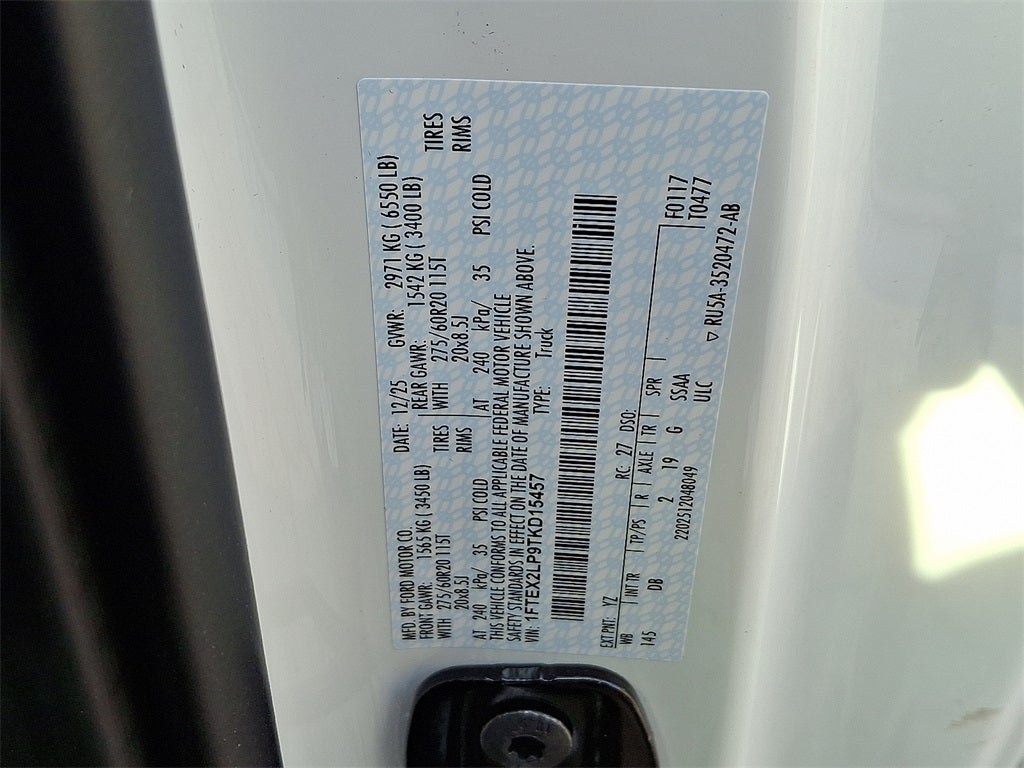 MFD. BY FORD MOTOR CO.
DATE: 12/25 GVWR: 2971 KG ( 6550 LB)
FRONT GAWR: 1565 KG ( 3450 LB) REAR GAWR: 1542 KG ( 3400 LB)
WITH 275/60R20 115T TIRES WITH 275/60R20 115T TIRES
20x8.5J RIMS 20x8.5J RIMS
AT 240 kPa/ 35 PSI COLD AT 240 kPa/ 35 PSI COLD
THIS VEHICLE CONFORMS TO ALL APPLICABLE FEDERAL MOTOR VEHICLE
SAFETY STANDARDS IN EFFECT ON THE DATE OF MANUFACTURE SHOWN ABOVE.
VIN: 1FTEX2LP9TKD15457 TYPE: Truck
EXT PNT: YZ RC: 27 DSO: F0117
WB INT TR TP/PS R AXLE TR SPR T0477
145 DB 2 19 G SSAA
2202512048049 ULC
RU5A-3520472-AB